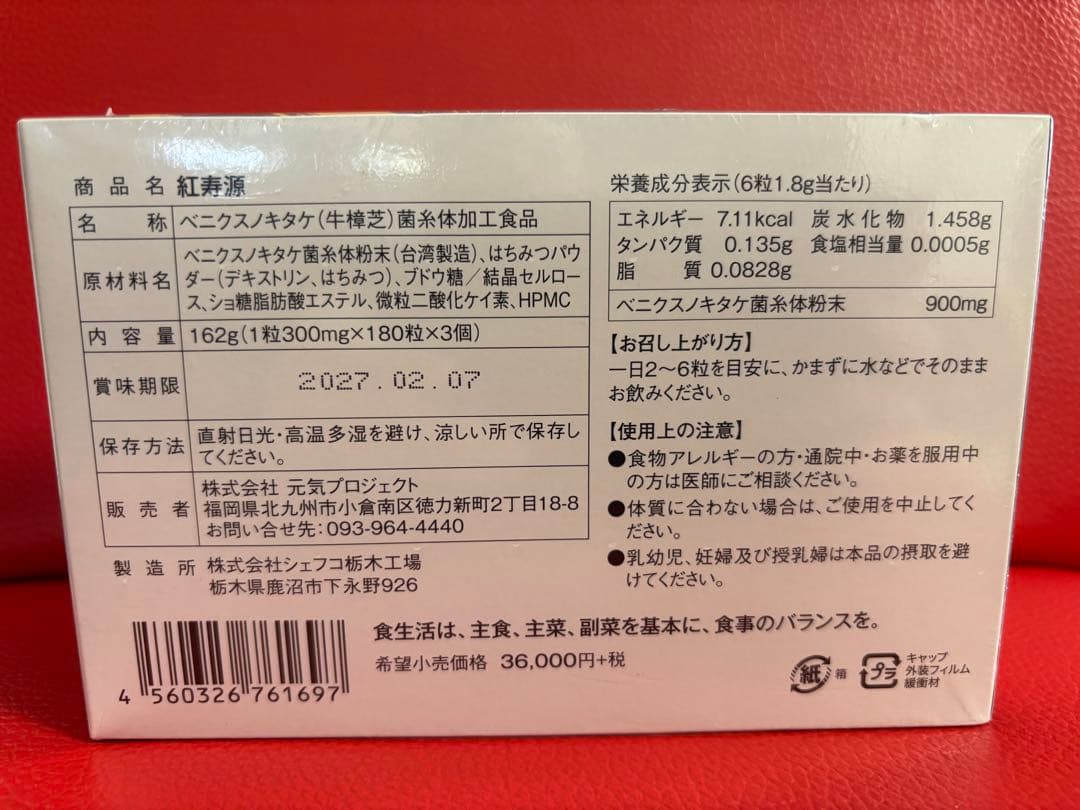 商品名 紅寿源
名称 ベニクスノキタケ(牛樟芝)菌糸体加工食品
原材料名 ベニクスノキタケ菌糸体粉末(台湾製造)、はちみつパウ
ダー(デキストリン、はちみつ)、ブドウ糖/結晶セルロー
ス、ショ糖脂肪酸エステル、微粒二酸化ケイ素、HPMC
内容量 162g(1粒300mg×180粒×3個)
賞味期限 2027.02.07
保存方法 直射日光・高温多湿を避け、涼しい所で保存し
てください。
販売者 株式会社 元気プロジェクト
福岡県北九州市小倉南区徳力新町2丁目18-8
お問い合せ先:093-964-4440
製造所 株式会社シェフコ栃木工場
栃木県鹿沼市下永野926
4 560326 761697
栄養成分表示(6粒1.8g当たり)
エネルギー 7.11kcal 炭水化物 1.458g
タンパク質 0.135g 食塩相当量 0.0005g
脂質 0.0828g
ベニクスノキタケ菌糸体粉末 900mg
【お召し上がり方】
一日2〜6粒を目安に、かまずに水などでそのまま
お飲みください。
【使用上の注意】
●食物アレルギーの方・通院中・お薬を服用中
の方は医師にご相談ください。
●体質に合わない場合は、ご使用を中止してく
ださい。
●乳幼児、妊婦及び授乳婦は本品の摂取を避
けてください。
食生活は、主食、主菜、副菜を基本に、食事のバランスを。
希望小売価格 36,000円+税
紙 箱
プラ キャップ
外装フィルム
緩衝材